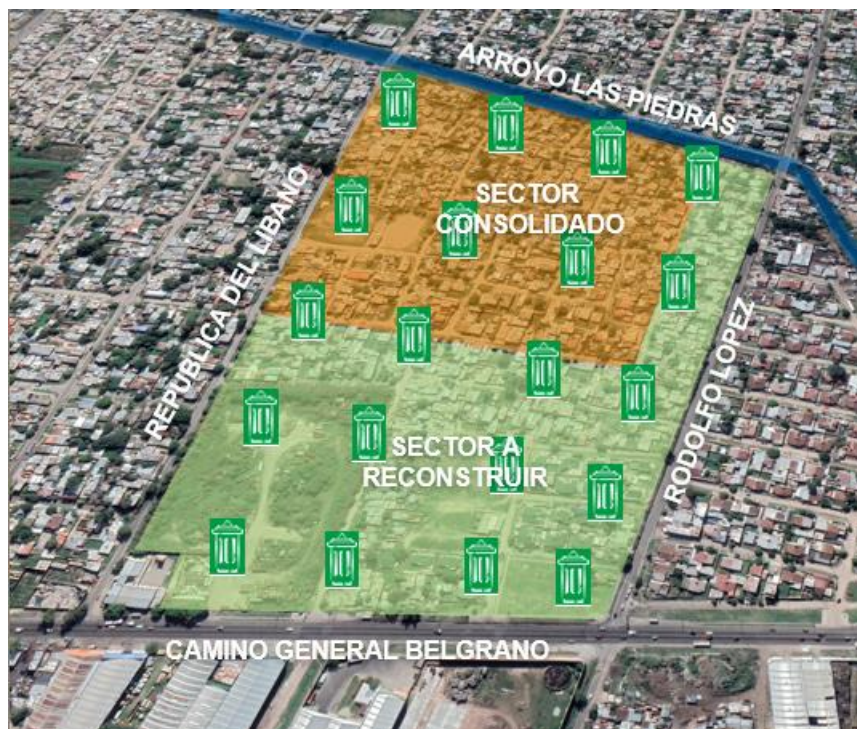 ARROYO LAS PIEDRAS
SECTOR
CONSOLIDADO
REPUBLICA DEL LIBANO
RODOLFO LOPEZ
SECTOR A
RECONSTRUIR
CAMINO GENERAL BELGRANO